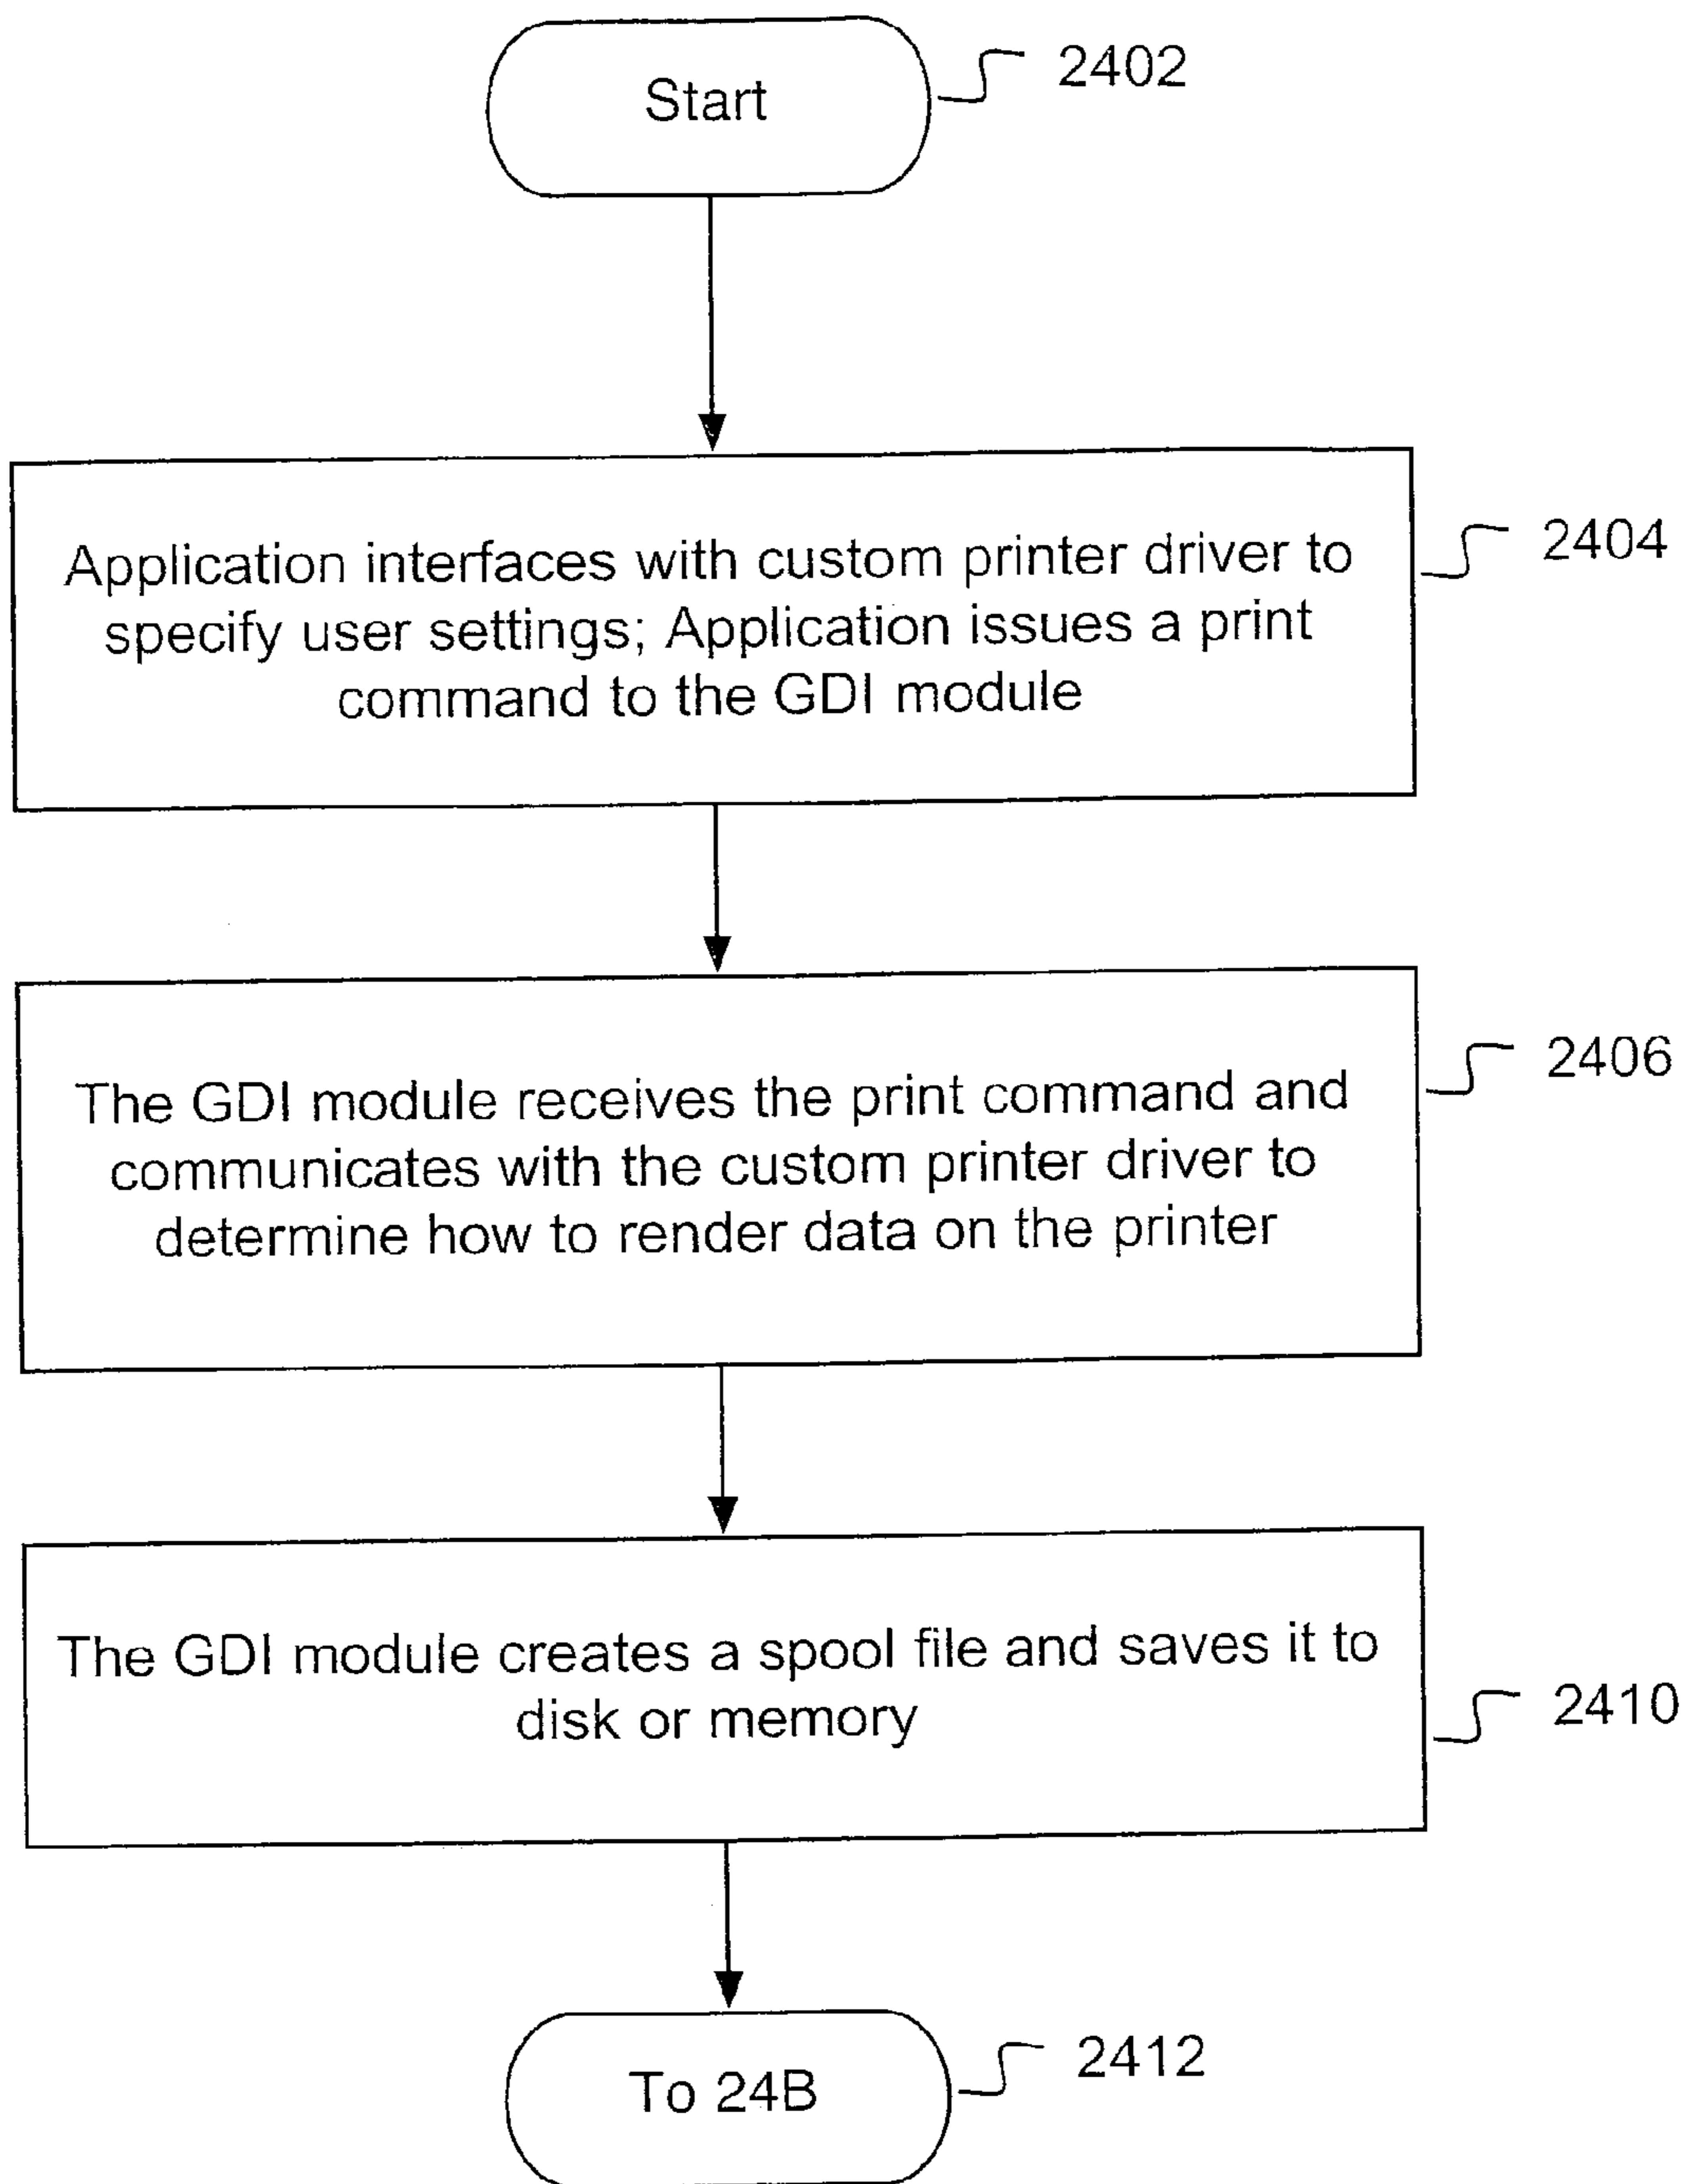 Start
2402
Application interfaces with custom printer driver to
specify user settings; Application issues a print
command to the GDI module
2404
The GDI module receives the print command and
communicates with the custom printer driver to
determine how to render data on the printer
2406
The GDI module creates a spool file and saves it to
disk or memory
2410
To 24B
2412